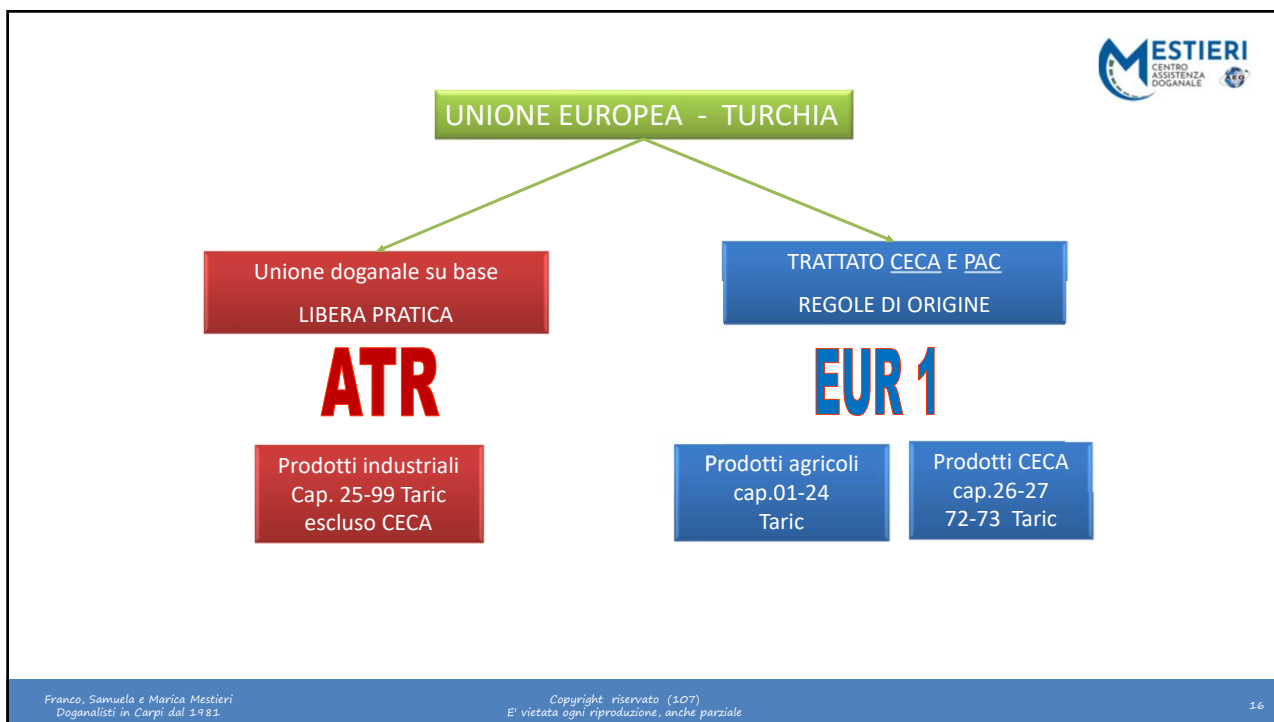 MESTIERI
CENTRO
ASSISTENZA
DOGANALE
AEO
UNIONE EUROPEA - TURCHIA
Unione doganale su base
LIBERA PRATICA
TRATTATO CECA E PAC
REGOLE DI ORIGINE
ATR
EUR 1
Prodotti industriali
Cap. 25-99 Taric
escluso CECA
Prodotti agricoli
cap.01-24
Taric
Prodotti CECA
cap.26-27
72-73 Taric
Franco, Samuela e Marica Mestieri
Doganalisti in Carpi dal 1981
Copyright riservato (107)
E' vietata ogni riproduzione, anche parziale
16